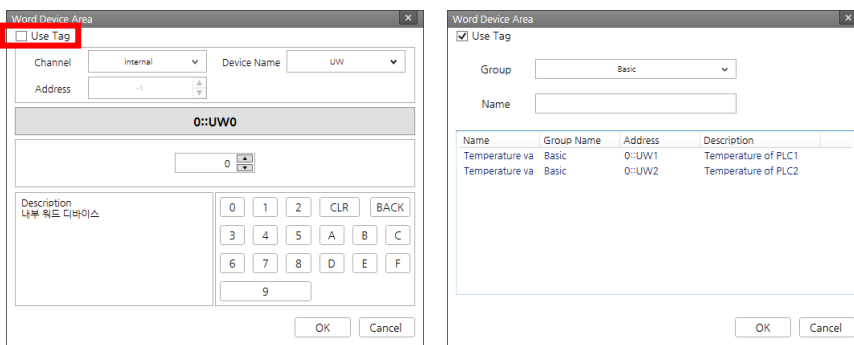 Word Device Area
Use Tag
Channel internal Device Name UW
Address -1
0::UW0
0
Description
내부 워드 디바이스
0 1 2 CLR BACK
3 4 5 A B C
6 7 8 D E F
9
OK Cancel
Word Device Area
Use Tag
Group Basic
Name
Name Group Name Address Description
Temperature va Basic 0::UW1 Temperature of PLC1
Temperature va Basic 0::UW2 Temperature of PLC2
OK Cancel